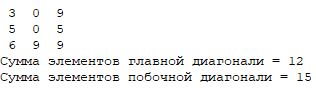 3 0 9
5 0 5
6 9 9
Сумма элементов главной диагонали = 12
Сумма элементов побочной диагонали = 15